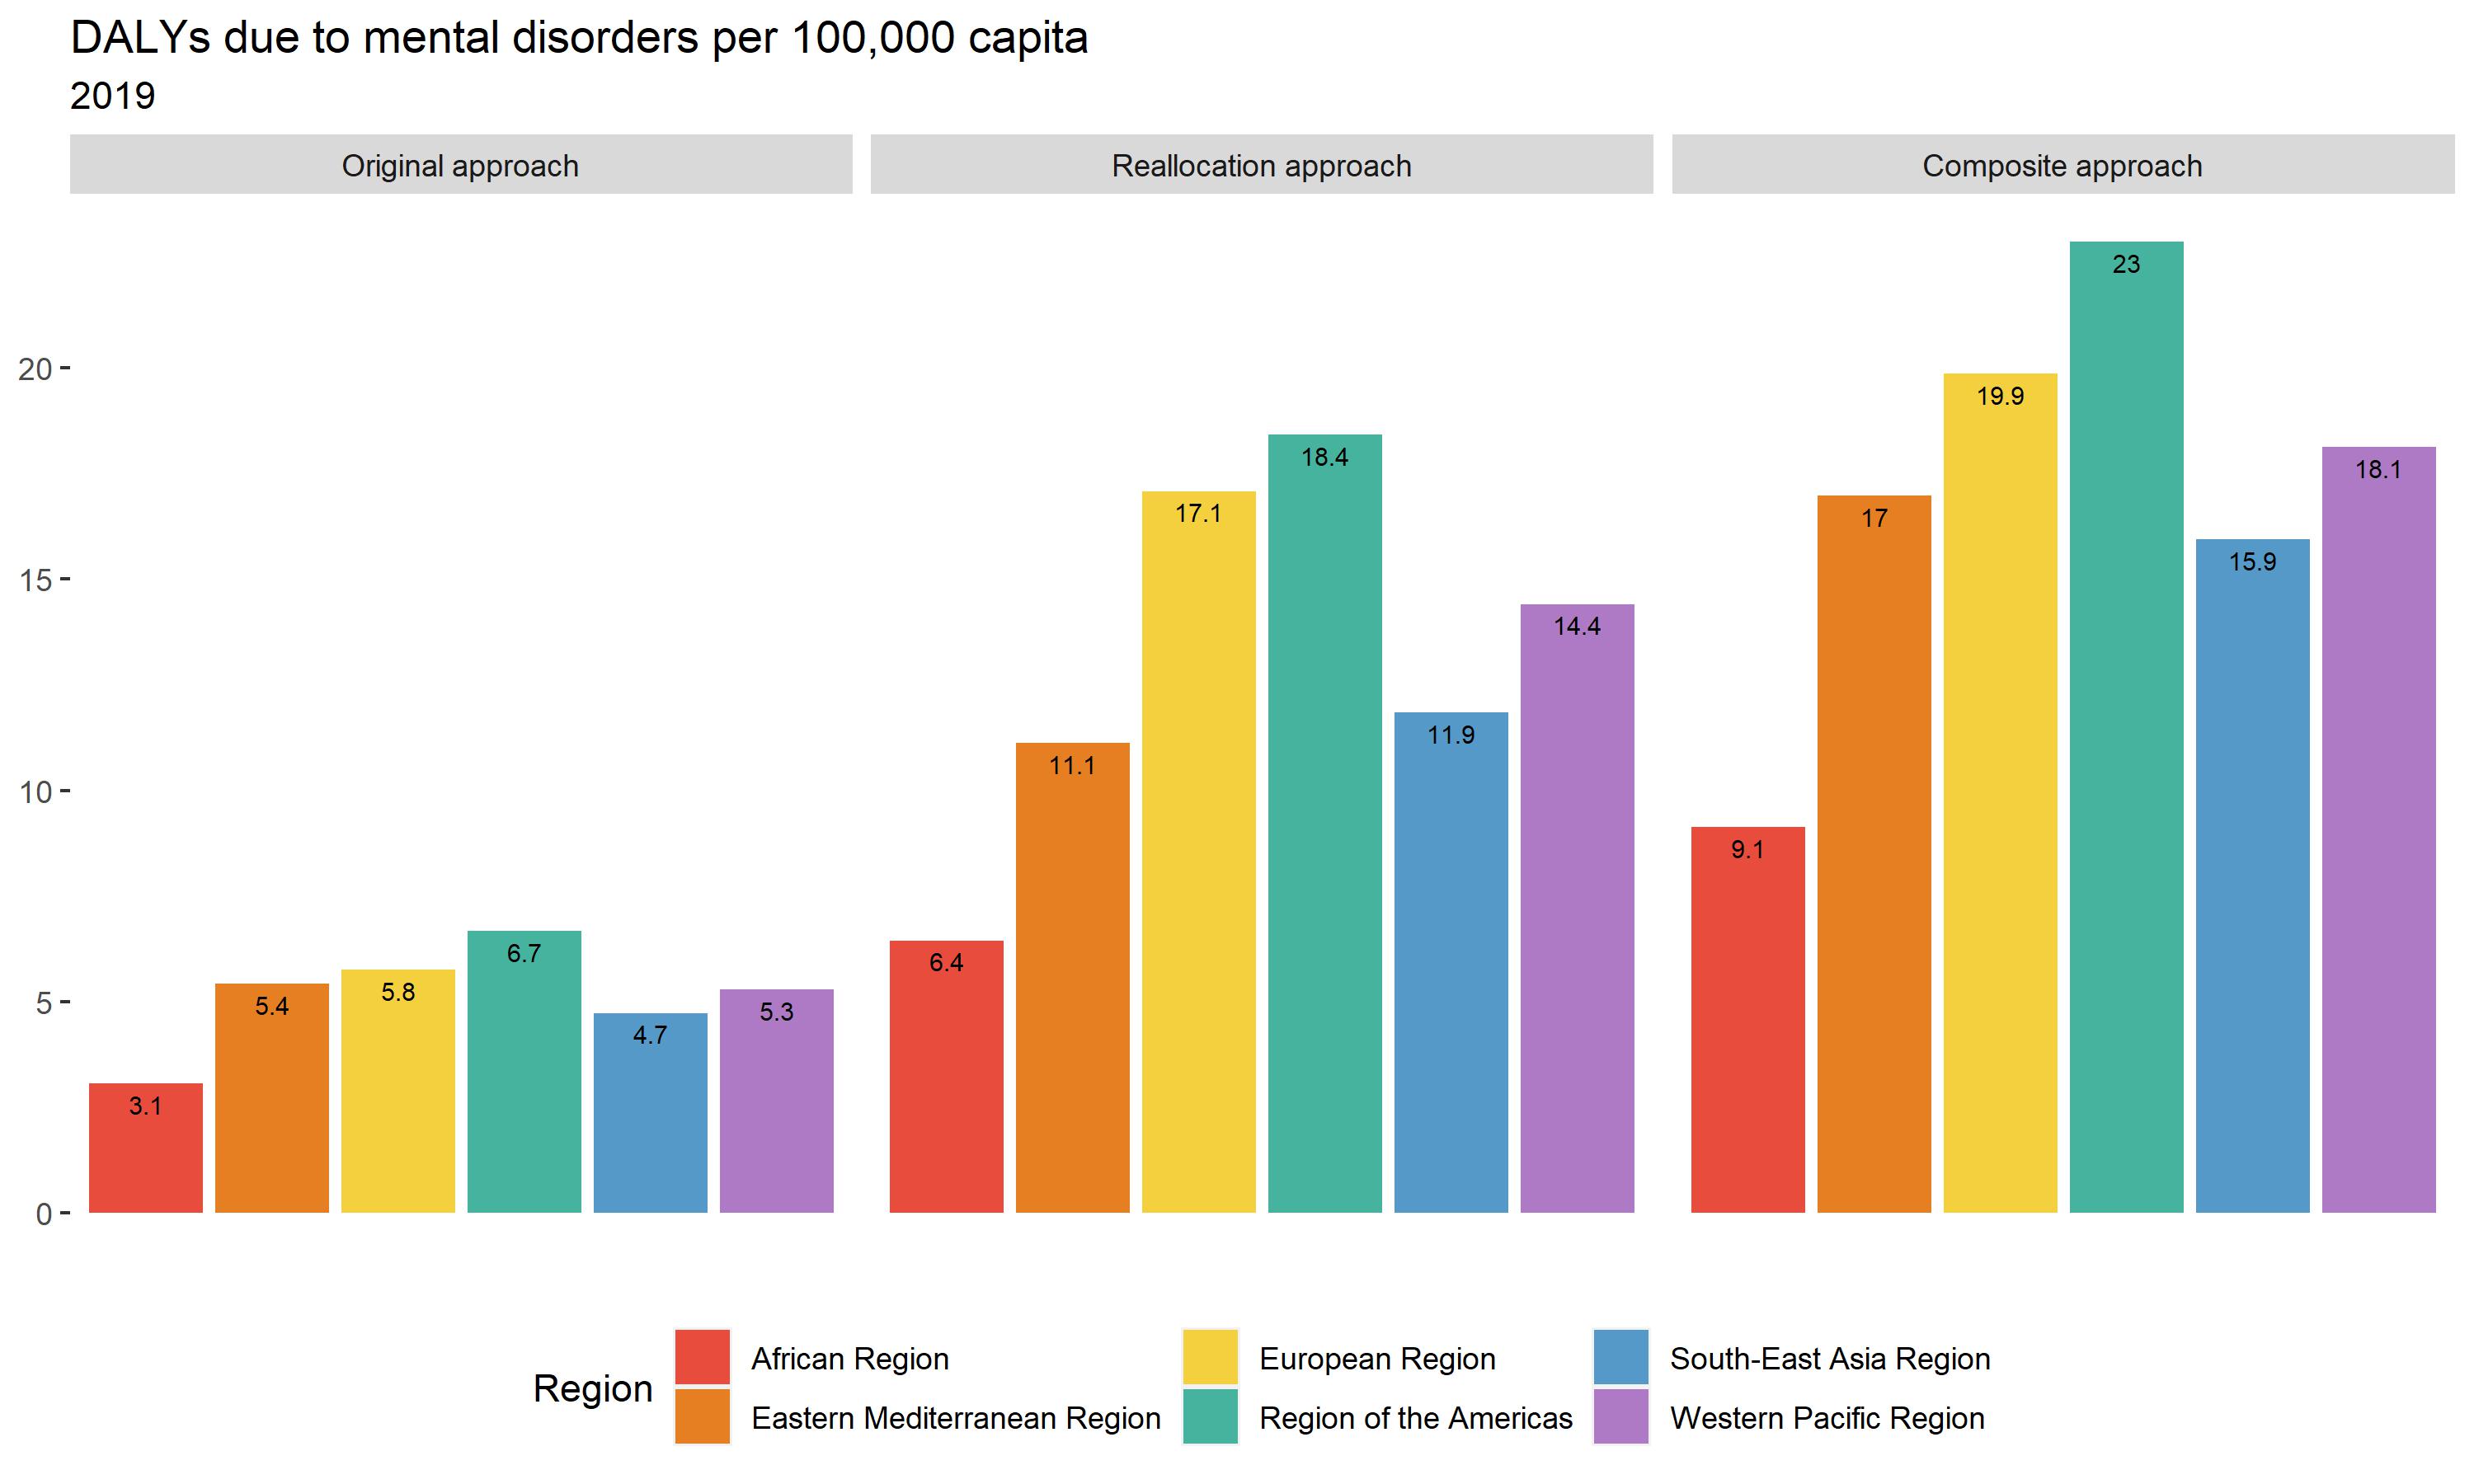 DALYs due to mental disorders per 100,000 capita
2019
Original approach
Reallocation approach
Composite approach
20
15
10
5
0
3.1
5.4
5.8
6.7
4.7
5.3
6.4
11.1
17.1
18.4
11.9
14.4
9.1
17
19.9
23
15.9
18.1
Region
African Region
Eastern Mediterranean Region
European Region
Region of the Americas
South-East Asia Region
Western Pacific Region